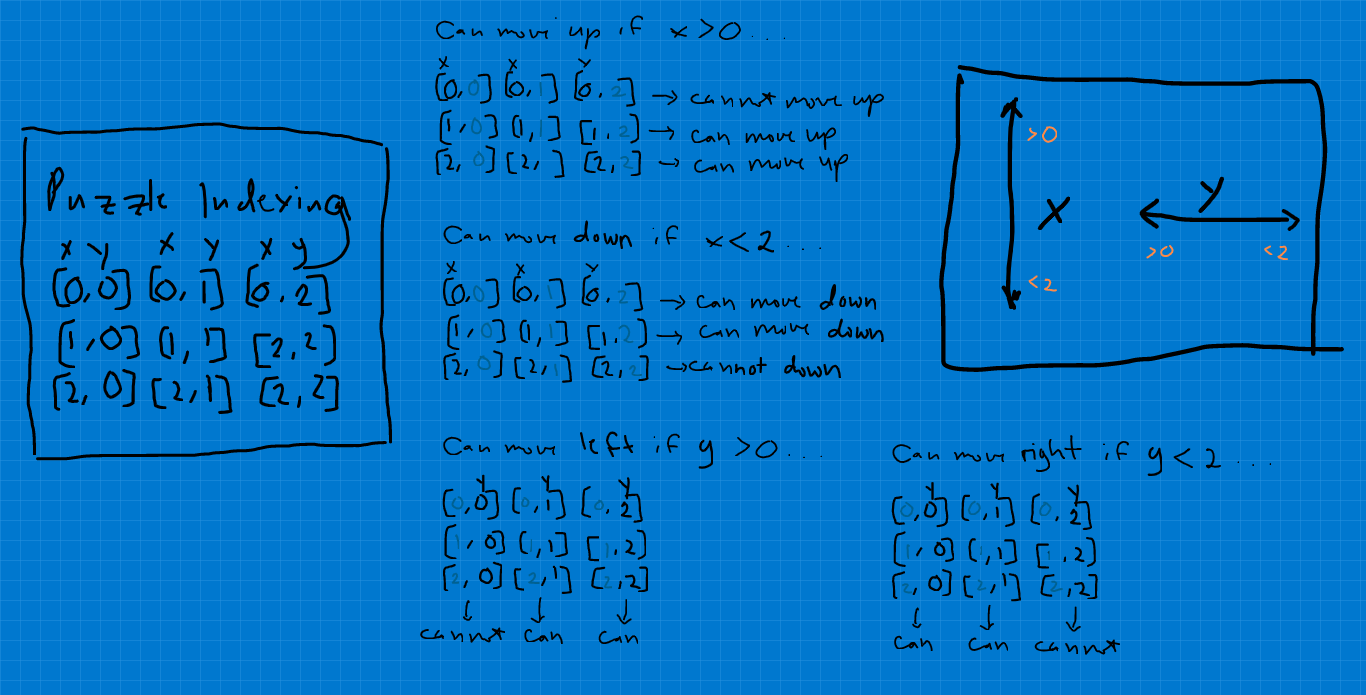 Puzzle Indexing
X Y X Y X Y
[0,0] [0,1] [0,2]
[1,0] [1,1] [2,2]
[2,0] [2,1] [2,2]
Can move up if x>0...
X X Y
[0,0] [0,1] [0,2] → cannot move up
[1,0] [1,1] [1,2] → can move up
[2,0] [2, ] [2,2] → can move up
Can move down if x<2...
X X Y
[0,0] [0,1] [0,2] → can move down
[1,0] [1,1] [1,2] → can move down
[2,0] [2,1] [2,2] → cannot down
Can move left if y >0...
Y Y Y
[0,0] [0,1] [0,2]
[1,0] [1,1] [1,2]
[2,0] [2,1] [2,2]
↓ ↓ ↓
cannot can can
Can move right if y<2...
Y Y Y
[0,0] [0,1] [0,2]
[1,0] [1,1] [1,2]
[2,0] [2,1] [2,2]
↓ ↓ ↓
can can cannot
>0
X
<2
Y
>0 <2